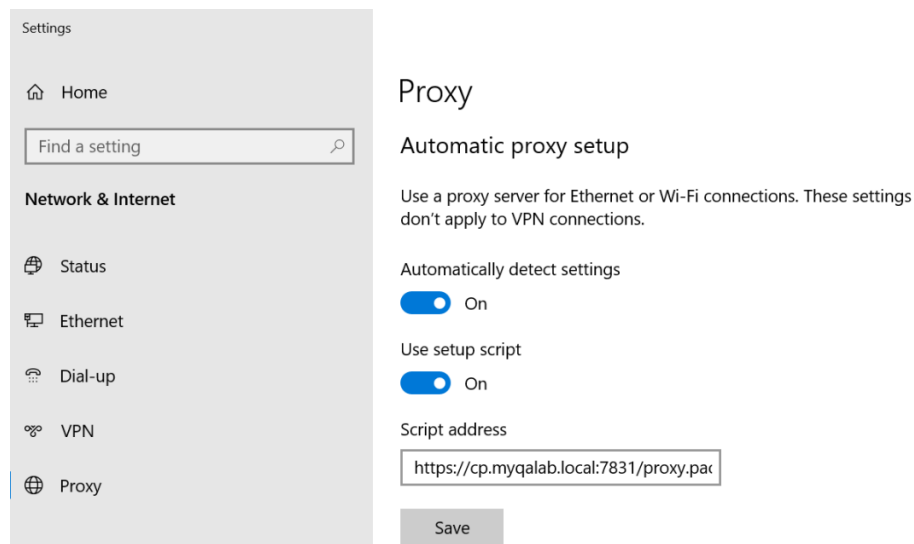 Settings
Home
Find a setting
Network & Internet
Status
Ethernet
Dial-up
VPN
Proxy
Proxy
Automatic proxy setup
Use a proxy server for Ethernet or Wi-Fi connections. These settings
don't apply to VPN connections.
Automatically detect settings
On
Use setup script
On
Script address
https://cp.myqalab.local:7831/proxy.pac
Save